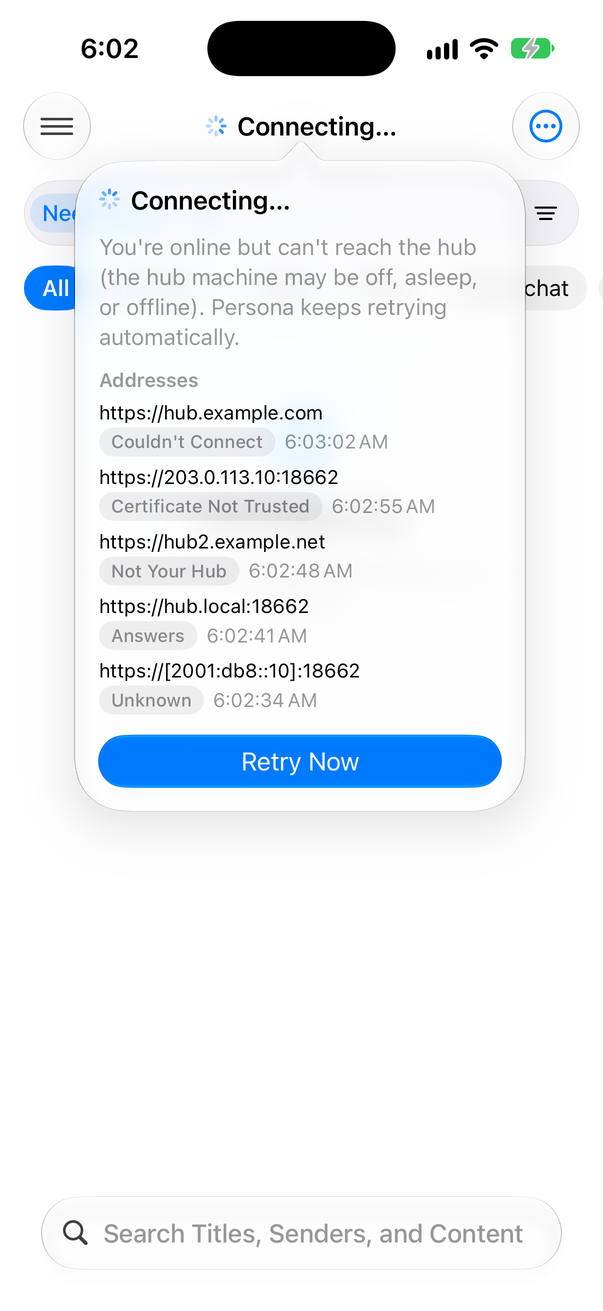 6:02
Connecting...
Connecting...
You're online but can't reach the hub
(the hub machine may be off, asleep,
or offline). Persona keeps retrying
automatically.
Addresses
https://hub.example.com
Couldn't Connect 6:03:02 AM
https://203.0.113.10:18662
Certificate Not Trusted 6:02:55 AM
https://hub2.example.net
Not Your Hub 6:02:48 AM
https://hub.local:18662
Answers 6:02:41 AM
https://[2001:db8::10]:18662
Unknown 6:02:34 AM
Retry Now
All
chat
Search Titles, Senders, and Content